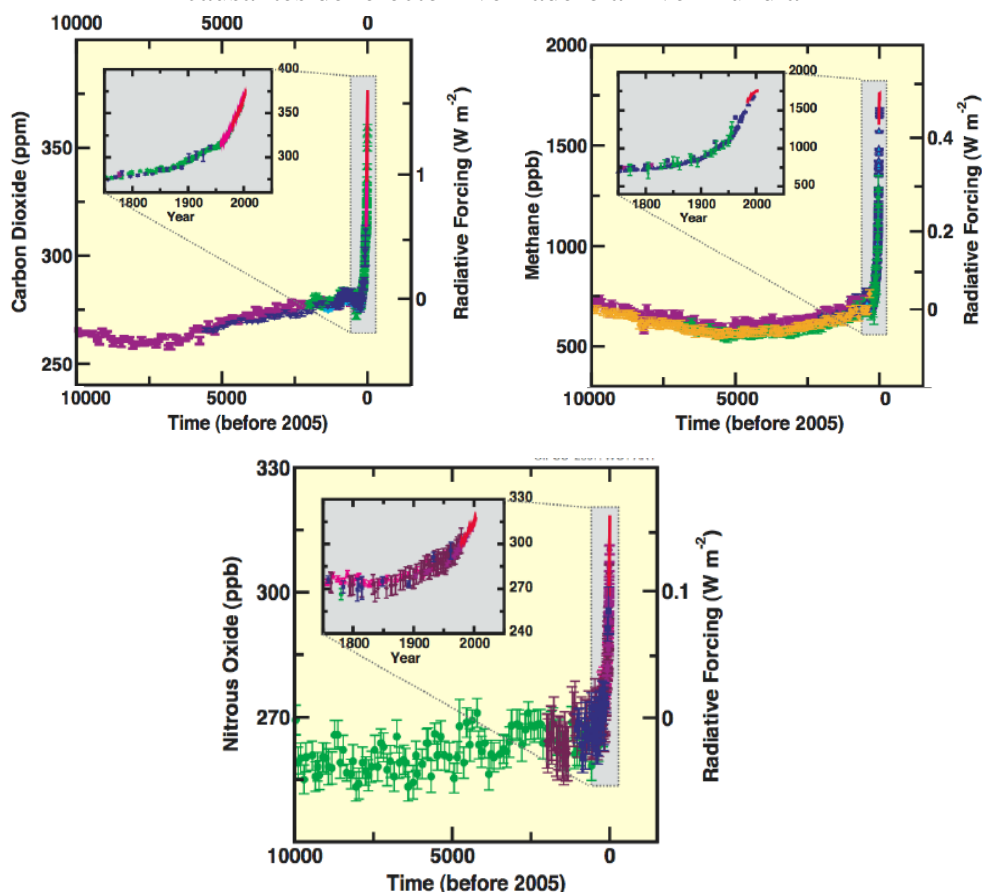 10000 5000 0
Carbon Dioxide (ppm)
350
300
250
400
350
300
1800 1900 2000
Year
1
0
Radiative Forcing (W m-2)
10000 5000 0
Time (before 2005)
Methane (ppb)
2000
1500
1000
500
2000
1500
1000
500
1800 1900 2000
Year
0.4
0.2
0
Radiative Forcing (W m-2)
10000 5000 0
Time (before 2005)
Nitrous Oxide (ppb)
330
300
270
330
300
270
240
1800 1900 2000
Year
0.1
0
Radiative Forcing (W m-2)
10000 5000 0
Time (before 2005)